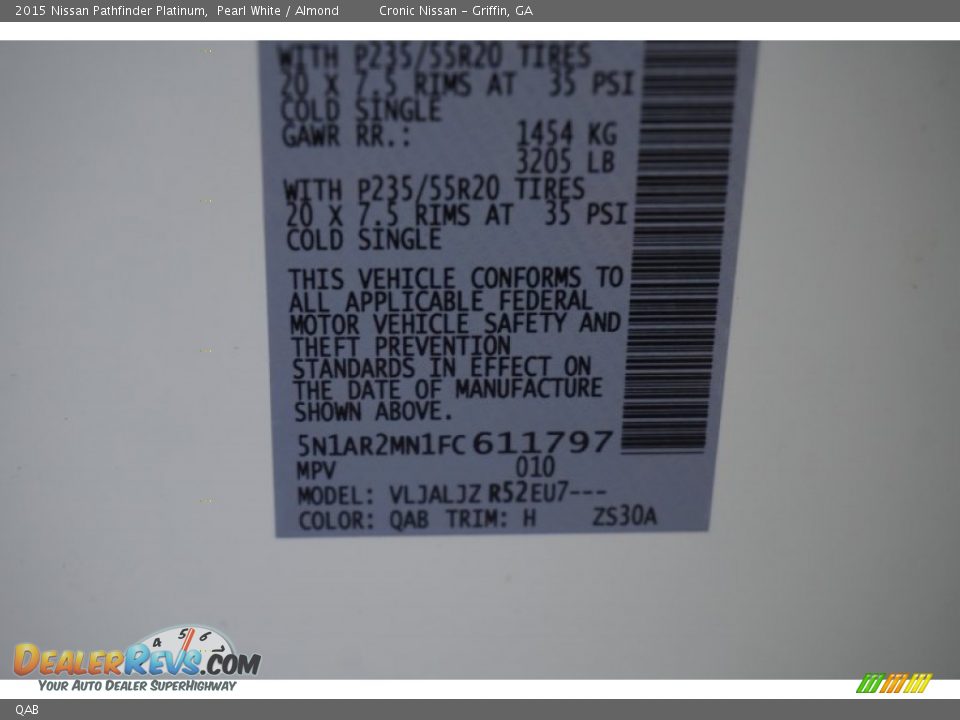 2015 Nissan Pathfinder Platinum, Pearl White / Almond Cronic Nissan - Griffin, GA
WITH P235/55R20 TIRES
20 X 7.5 RIMS AT 35 PSI
COLD SINGLE
GAWR RR.: 1454 KG
3205 LB
WITH P235/55R20 TIRES
20 X 7.5 RIMS AT 35 PSI
COLD SINGLE
THIS VEHICLE CONFORMS TO
ALL APPLICABLE FEDERAL
MOTOR VEHICLE SAFETY AND
THEFT PREVENTION
STANDARDS IN EFFECT ON
THE DATE OF MANUFACTURE
SHOWN ABOVE.
5N1AR2MN1FC611797
MPV 010
MODEL: VLJALJZ R52EU7---
COLOR: QAB TRIM: H ZS30A
4 5 6 7
DEALERREVS.COM
YOUR AUTO DEALER SUPERHIGHWAY
QAB